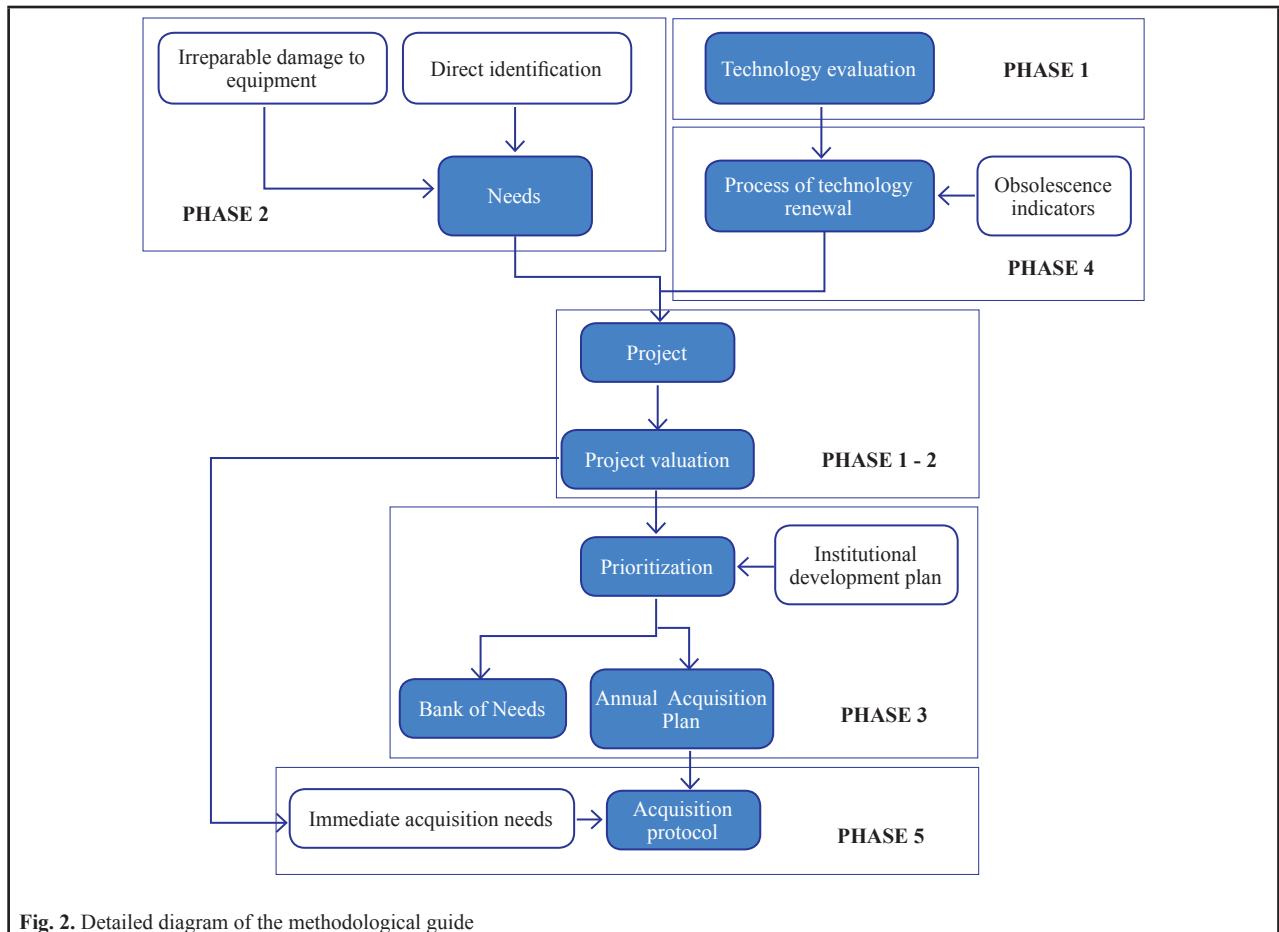 Irreparable damage to
equipment
Direct identification
Needs
PHASE 2
Technology evaluation
PHASE 1
Process of technology
renewal
Obsolescence
indicators
PHASE 4
Project
Project valuation
PHASE 1 - 2
Prioritization
Institutional
development plan
Bank of Needs
Annual Acquisition
Plan
PHASE 3
Immediate acquisition needs
Acquisition
protocol
PHASE 5
Fig. 2. Detailed diagram of the methodological guide